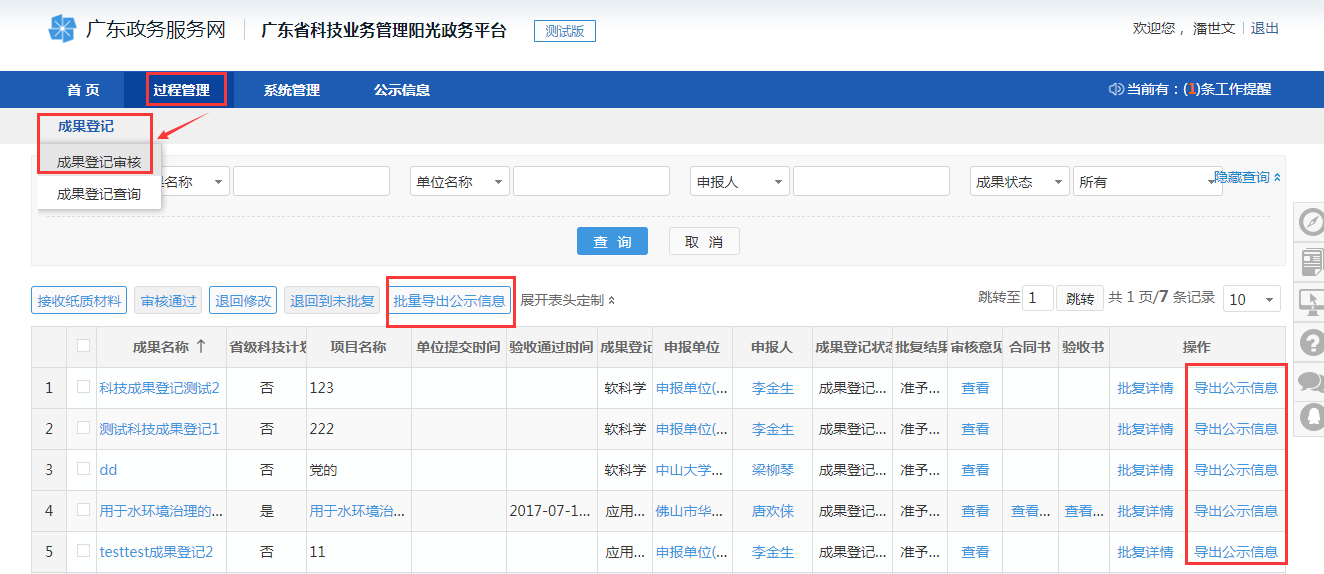 广东政务服务网 广东省科技业务管理阳光政务平台 测试版 欢迎您，潘世文 退出
首 页 过程管理 系统管理 公示信息 当前有：(1)条工作提醒
成果登记
成果登记审核
成果登记查询
名称 单位名称 申报人 成果状态 所有 隐藏查询
查 询 取 消
接收纸质材料 审核通过 退回修改 退回到未批复 批量导出公示信息 展开表头定制 跳转至 1 跳转 共 1 页/7 条记录 10
成果名称 ↑ 省级科技计划 项目名称 单位提交时间 验收通过时间 成果登记 申报单位 申报人 成果登记状态 批复结果 审核意见 合同书 验收书 操作
1 科技成果登记测试2 否 123 软科学 申报单位(... 李金生 成果登记... 准予... 查看 批复详情 导出公示信息
2 测试科技成果登记1 否 222 软科学 申报单位(... 李金生 成果登记... 准予... 查看 批复详情 导出公示信息
3 dd 否 党的 软科学 中山大学... 梁柳琴 成果登记... 准予... 查看 批复详情 导出公示信息
4 用于水环境治理的... 是 用于水环境治... 2017-07-1... 应用... 佛山市华... 唐欢俫 成果登记... 准予... 查看 查看... 查看... 批复详情 导出公示信息
5 testtest成果登记2 否 11 应用... 申报单位(... 李金生 成果登记... 准予... 查看 批复详情 导出公示信息